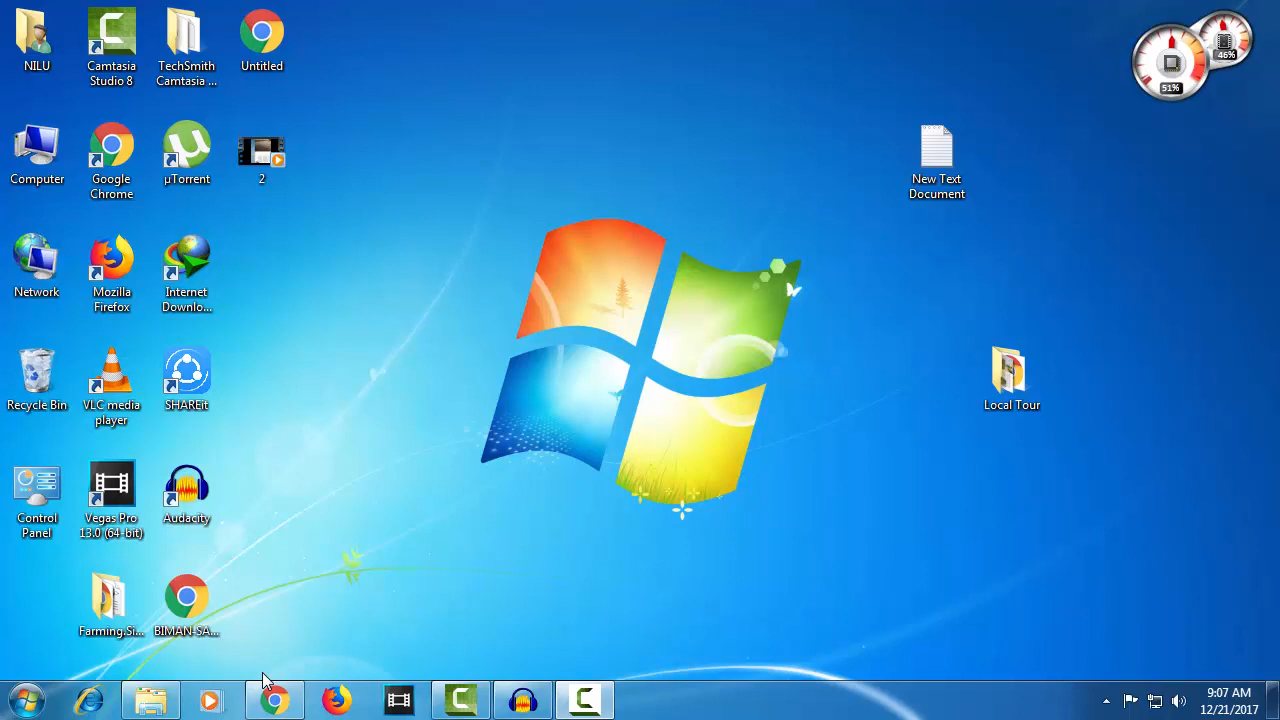 NILU
Camtasia
Studio 8
TechSmith
Camtasia ...
Untitled
46%
51%
Computer
Google
Chrome
µTorrent
2
New Text
Document
Network
Mozilla
Firefox
Internet
Downlo...
Recycle Bin
VLC media
player
SHAREit
Local Tour
Control
Panel
Vegas Pro
13.0 (64-bit)
Audacity
Farming.Si...
BIMAN-SA...
9:07 AM
12/21/2017